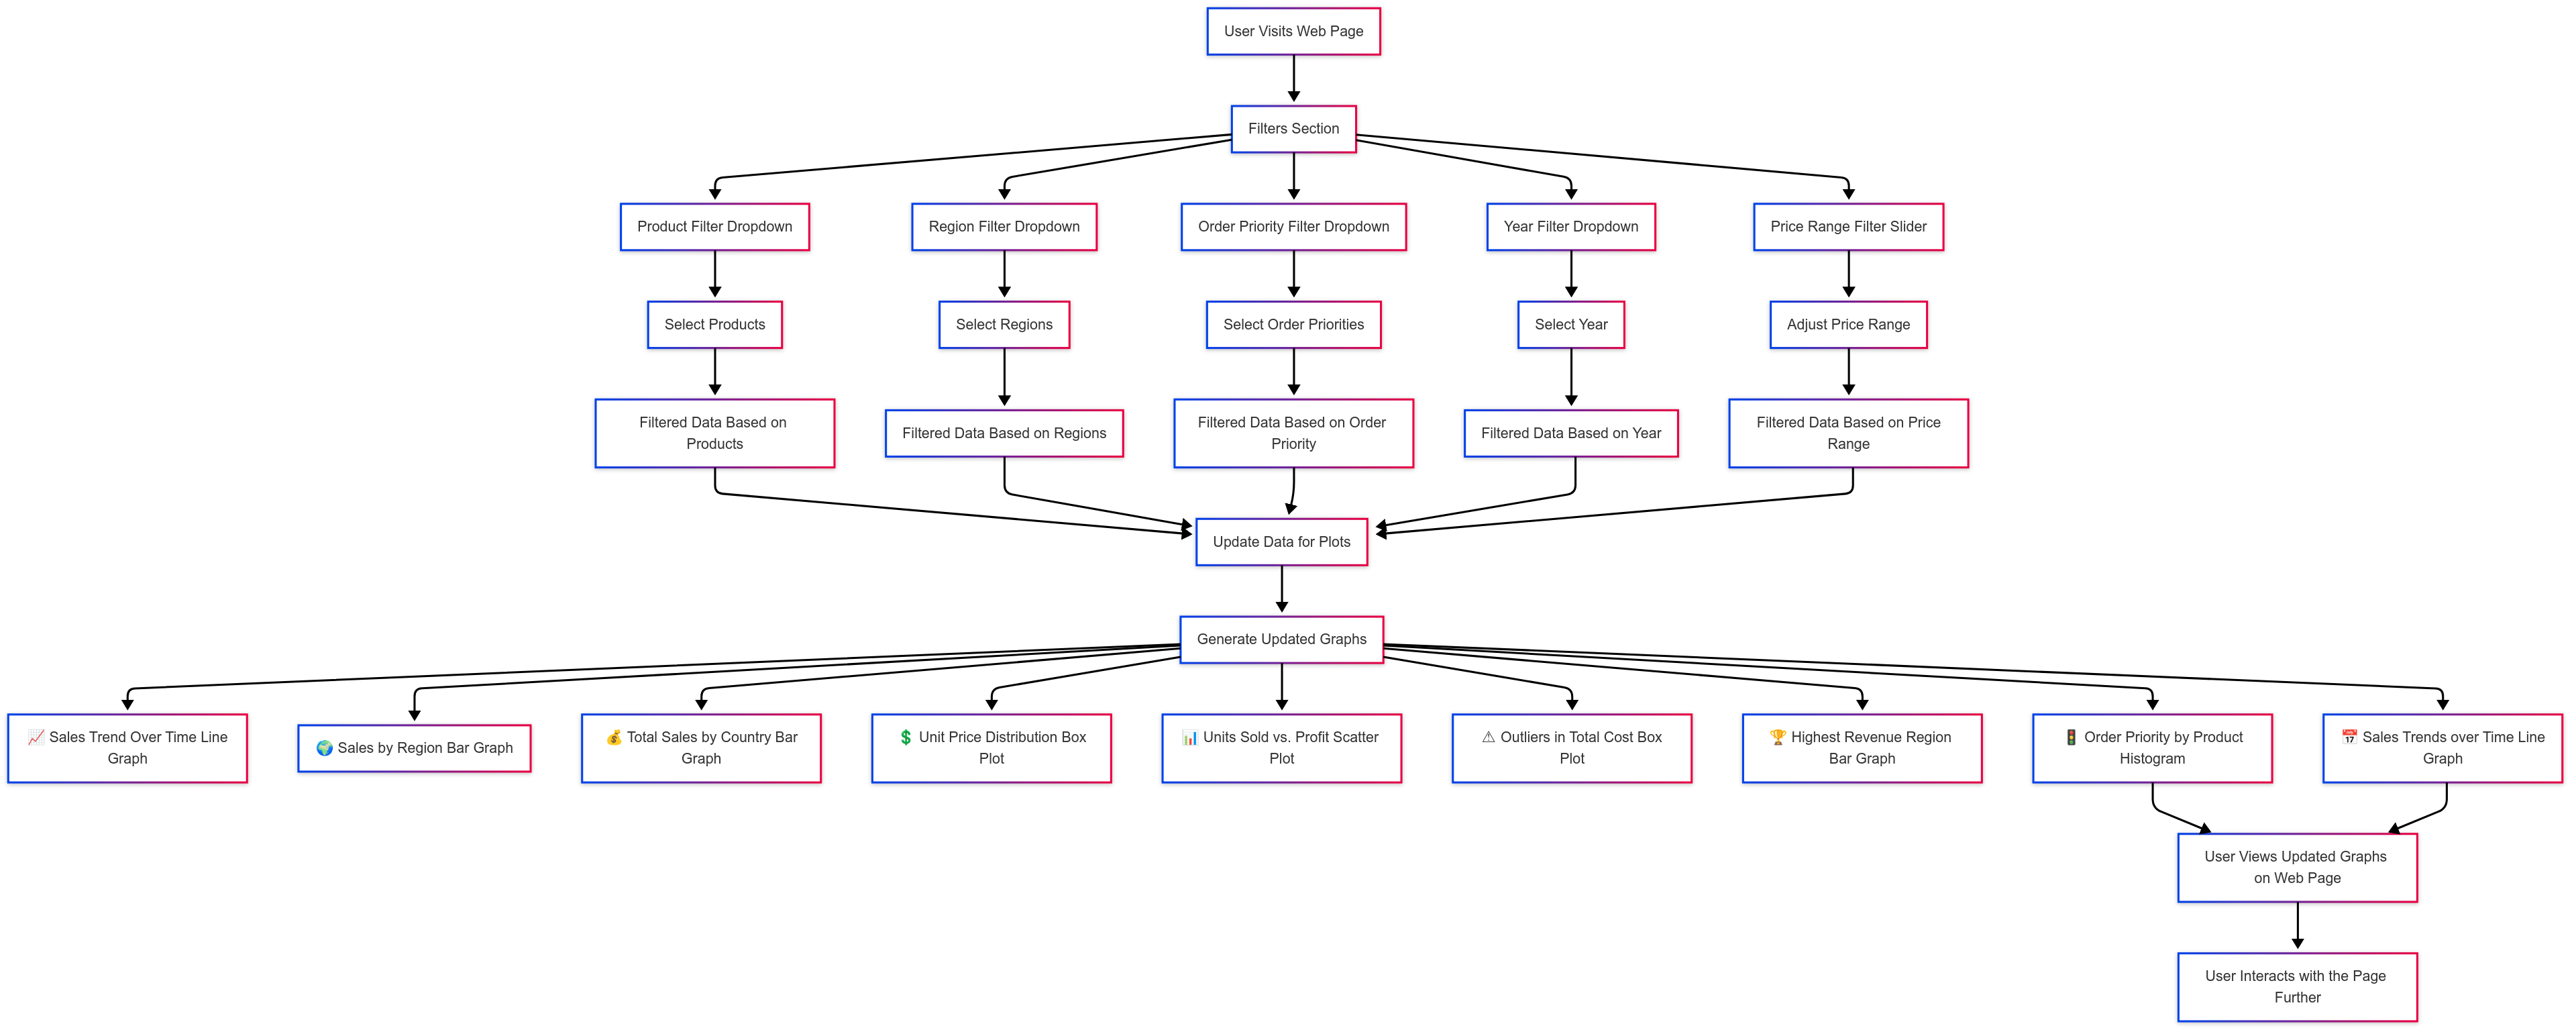 User Visits Web Page
Filters Section
Product Filter Dropdown
Region Filter Dropdown
Order Priority Filter Dropdown
Year Filter Dropdown
Price Range Filter Slider
Select Products
Select Regions
Select Order Priorities
Select Year
Adjust Price Range
Filtered Data Based on
Products
Filtered Data Based on Regions
Filtered Data Based on Order
Priority
Filtered Data Based on Year
Filtered Data Based on Price
Range
Update Data for Plots
Generate Updated Graphs
📈 Sales Trend Over Time Line
Graph
🌍 Sales by Region Bar Graph
💰 Total Sales by Country Bar
Graph
💲 Unit Price Distribution Box
Plot
📊 Units Sold vs. Profit Scatter
Plot
⚠ Outliers in Total Cost Box
Plot
🏆 Highest Revenue Region
Bar Graph
🚦 Order Priority by Product
Histogram
📅 Sales Trends over Time Line
Graph
User Views Updated Graphs
on Web Page
User Interacts with the Page
Further